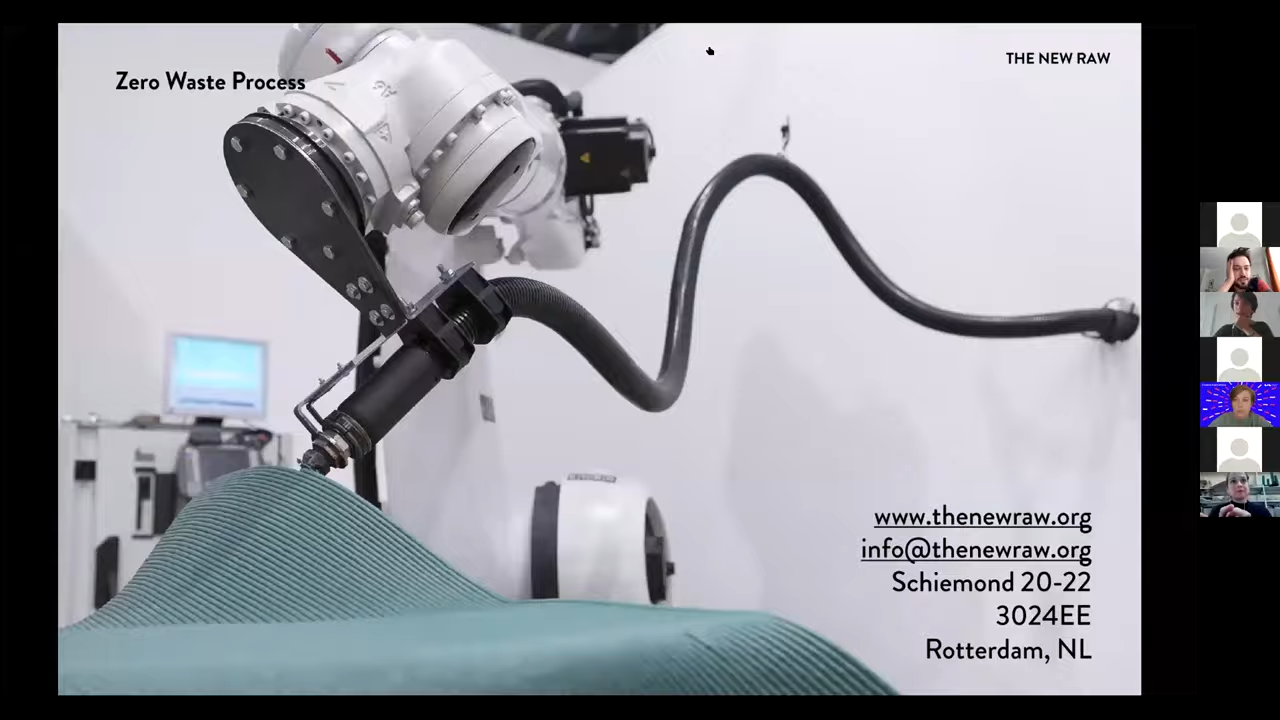 Zero Waste Process
THE NEW RAW
www.thenewraw.org
info@thenewraw.org
Schiemond 20-22
3024EE
Rotterdam, NL